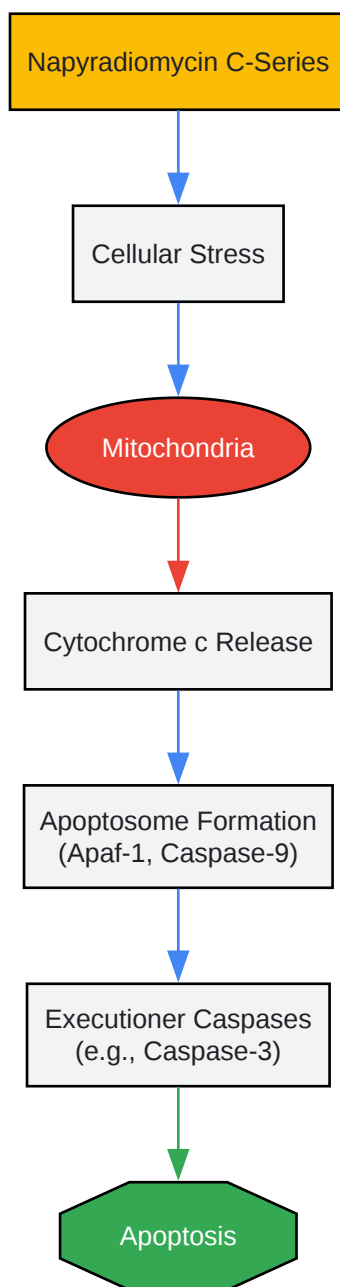 Napyradiomycin C-Series
Cellular Stress
Mitochondria
Cytochrome c Release
Apoptosome Formation
(Apaf-1, Caspase-9)
Executioner Caspases
(e.g., Caspase-3)
Apoptosis